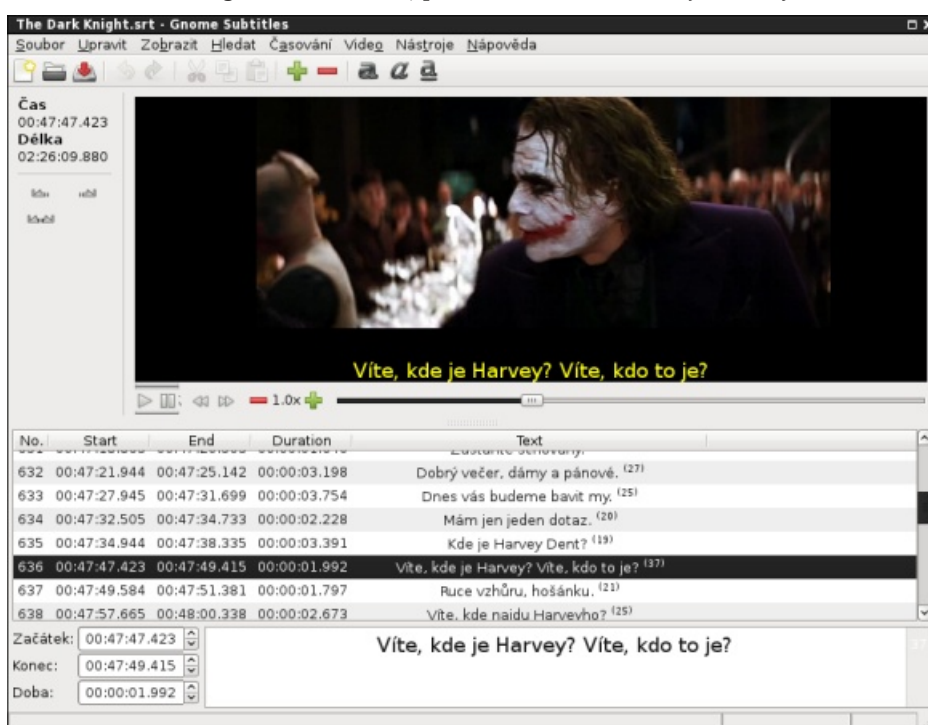 The Dark Knight.srt - Gnome Subtitles
Soubor Upravit Zobrazit Hledat Časování Video Nástroje Nápověda
a a a
Čas
00:47:47.423
Délka
02:26:09.880
Víte, kde je Harvey? Víte, kdo to je?
1.0x
No. Start End Duration Text
632 00:47:21.944 00:47:25.142 00:00:03.198 Dobrý večer, dámy a pánové. (27)
633 00:47:27.945 00:47:31.699 00:00:03.754 Dnes vás budeme bavit my. (25)
634 00:47:32.505 00:47:34.733 00:00:02.228 Mám jen jeden dotaz. (20)
635 00:47:34.944 00:47:38.335 00:00:03.391 Kde je Harvey Dent? (19)
636 00:47:47.423 00:47:49.415 00:00:01.992 Víte, kde je Harvey? Víte, kdo to je? (37)
637 00:47:49.584 00:47:51.381 00:00:01.797 Ruce vzhůru, hošánku. (21)
638 00:47:57.665 00:48:00.338 00:00:02.673 Víte, kde najdu Harveyho? (25)
Začátek: 00:47:47.423
Víte, kde je Harvey? Víte, kdo to je?
37
Konec: 00:47:49.415
Doba: 00:00:01.992